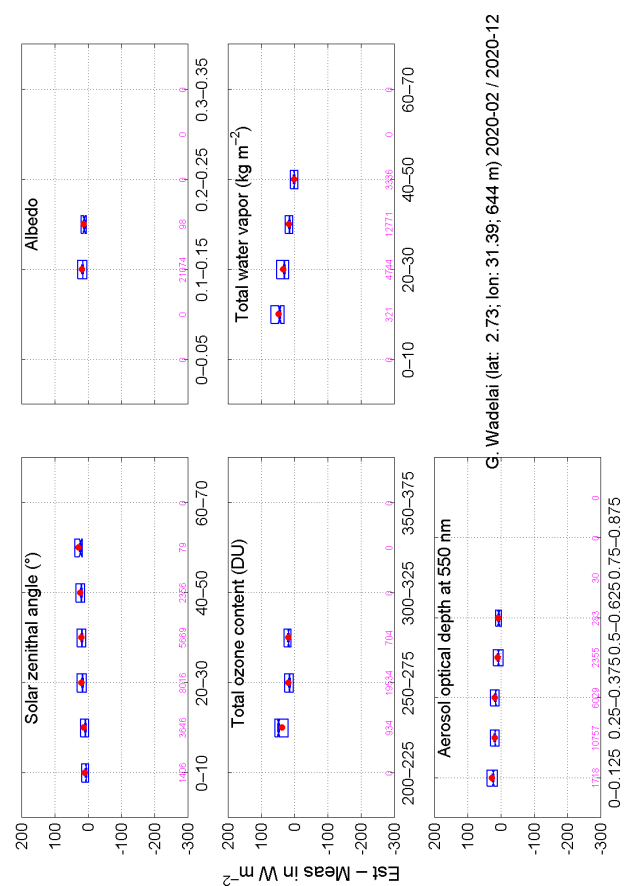 Solar zenithal angle (°)
200
100
0
−100
−200
−300
1406 3646 8016 5669 2356 79 0
0−10 20−30 40−50 60−70
Albedo
0 0 21074 98 0 0 0
0−0.05 0.1−0.15 0.2−0.25 0.3−0.35
Total ozone content (DU)
200
100
0
−100
−200
−300
0 934 19534 704 0 0 0
200−225 250−275 300−325 350−375
Total water vapor (kg m⁻²)
0 321 4744 12771 3336 0 0
0−10 20−30 40−50 60−70
Est − Meas in W m⁻²
Aerosol optical depth at 550 nm
200
100
0
−100
−200
−300
1718 10757 6029 2355 283 30 0 0
0−0.125 0.25−0.375 0.5−0.625 0.75−0.875
G. Wadelai (lat: 2.73; lon: 31.39; 644 m) 2020-02 / 2020-12